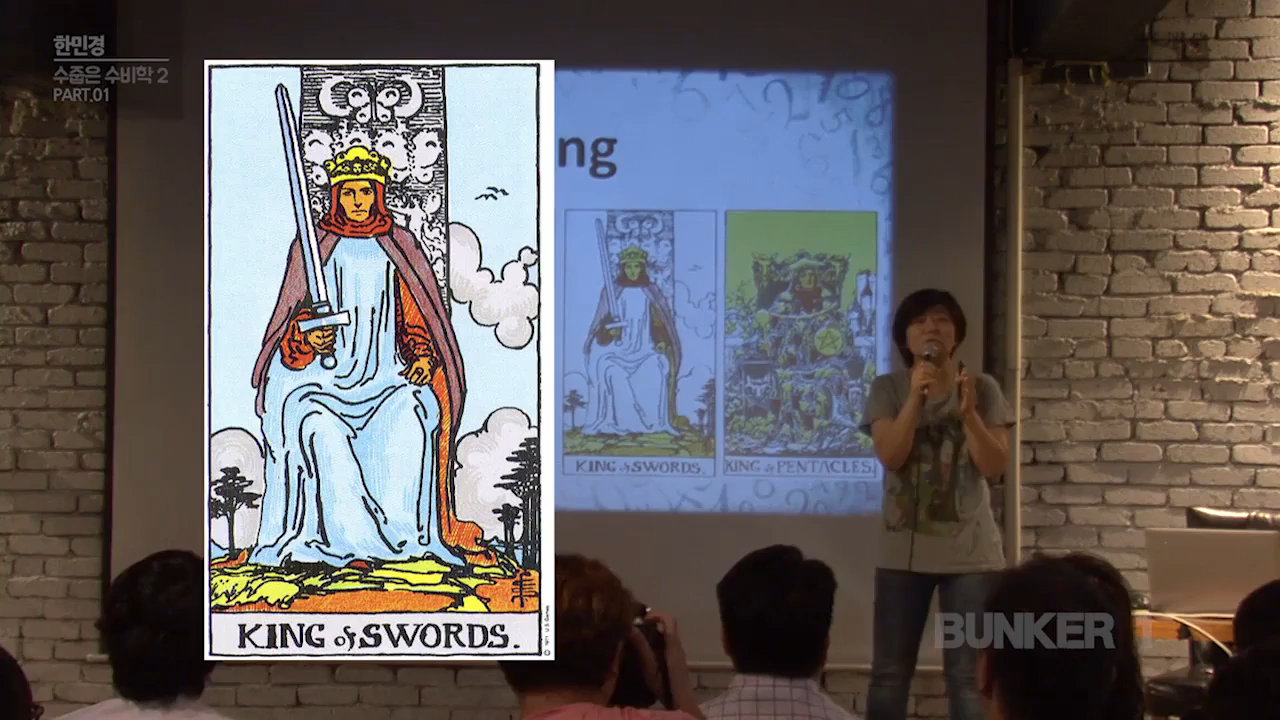 한민경
수줍은 수비학 2
PART.01
ng
KING of SWORDS.
KING of SWORDS.
KING of PENTACLES.
BUNKER 1